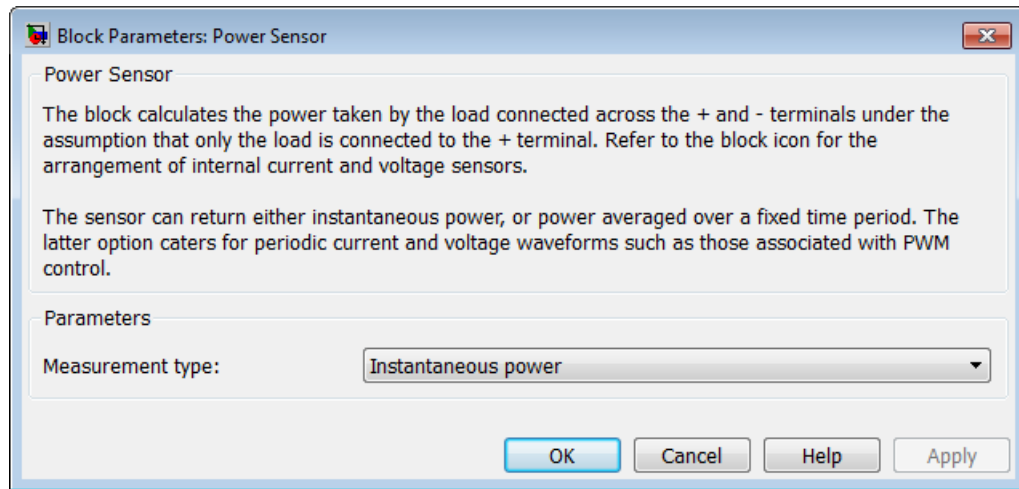 Block Parameters: Power Sensor
Power Sensor
The block calculates the power taken by the load connected across the + and - terminals under the
assumption that only the load is connected to the + terminal. Refer to the block icon for the
arrangement of internal current and voltage sensors.
The sensor can return either instantaneous power, or power averaged over a fixed time period. The
latter option caters for periodic current and voltage waveforms such as those associated with PWM
control.
Parameters
Measurement type: Instantaneous power
OK Cancel Help Apply